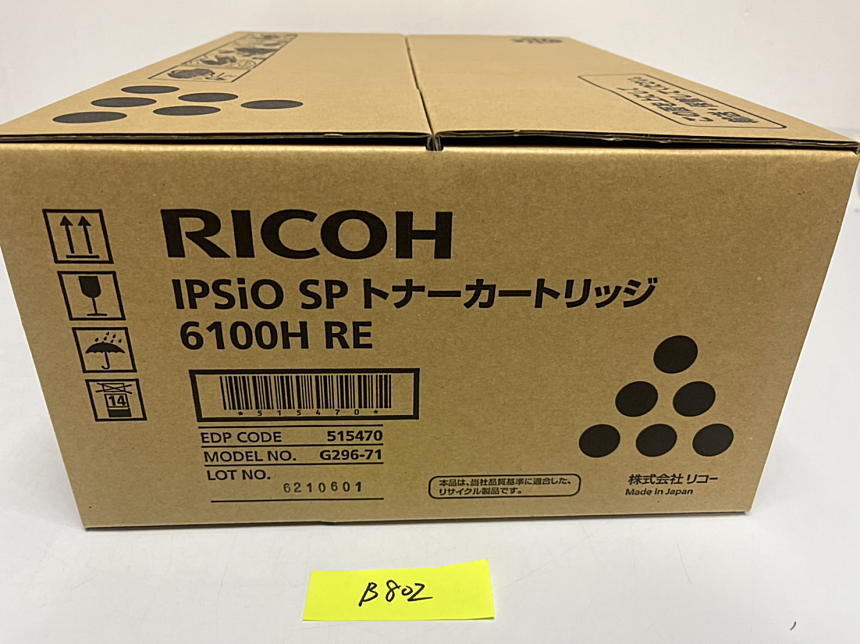 RICOH
IPSiO SP トナーカートリッジ
6100H RE
14
*515470*
EDP CODE 515470
MODEL NO. G296-71
LOT NO.
6210601
本品は、当社品質基準に適合した、
リサイクル製品です。
株式会社 リコー
Made in Japan
B802